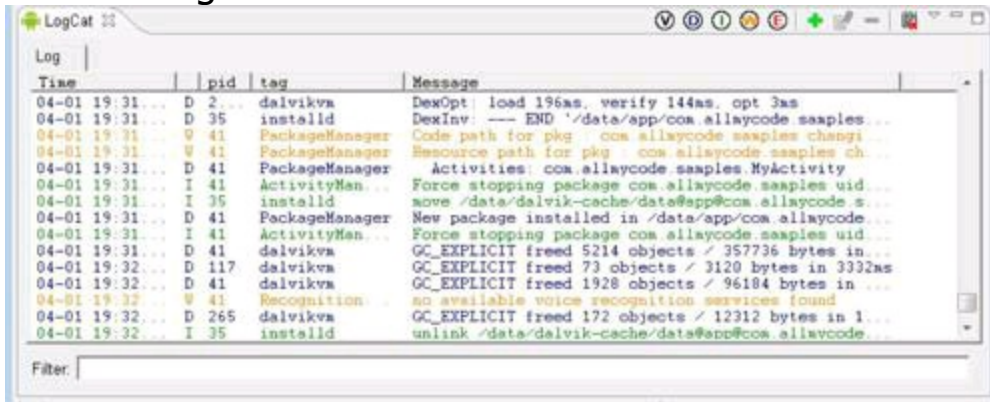 LogCat
V D I W E
Log
Time pid tag Message
04-01 19:31... D 2... dalvikvm DexOpt: load 196ms, verify 144ms, opt 3ms
04-01 19:31... D 35 installd DexInv: --- END '/data/app/com.allmycode.samples...
04-01 19:31... W 41 PackageManager Code path for pkg : com.allmycode.samples changi...
04-01 19:31... W 41 PackageManager Resource path for pkg : com.allmycode.samples ch...
04-01 19:31... D 41 PackageManager Activities: com.allmycode.samples.MyActivity
04-01 19:31... I 41 ActivityMan... Force stopping package com.allmycode.samples uid...
04-01 19:31... I 35 installd move /data/dalvik-cache/data@app@com.allmycode.s...
04-01 19:31... D 41 PackageManager New package installed in /data/app/com.allmycode...
04-01 19:31... I 41 ActivityMan... Force stopping package com.allmycode.samples uid...
04-01 19:31... D 41 dalvikvm GC_EXPLICIT freed 5214 objects / 357736 bytes in...
04-01 19:32... D 117 dalvikvm GC_EXPLICIT freed 73 objects / 3120 bytes in 3332ms
04-01 19:32... D 41 dalvikvm GC_EXPLICIT freed 1928 objects / 96184 bytes in ...
04-01 19:32... W 41 Recognition... no available voice recognition services found
04-01 19:32... D 265 dalvikvm GC_EXPLICIT freed 172 objects / 12312 bytes in 1...
04-01 19:32... I 35 installd unlink /data/dalvik-cache/data@app@com.allmycode...
Filter: